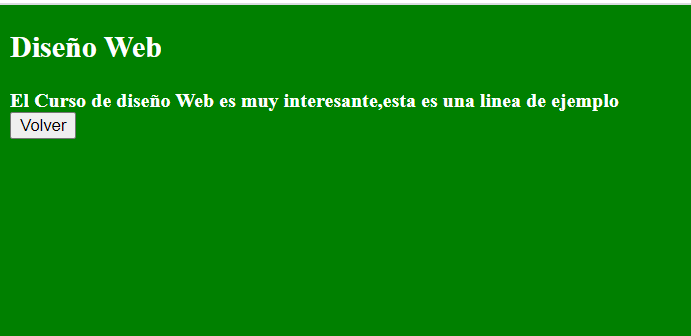 Diseño Web
El Curso de diseño Web es muy interesante,esta es una linea de ejemplo
Volver